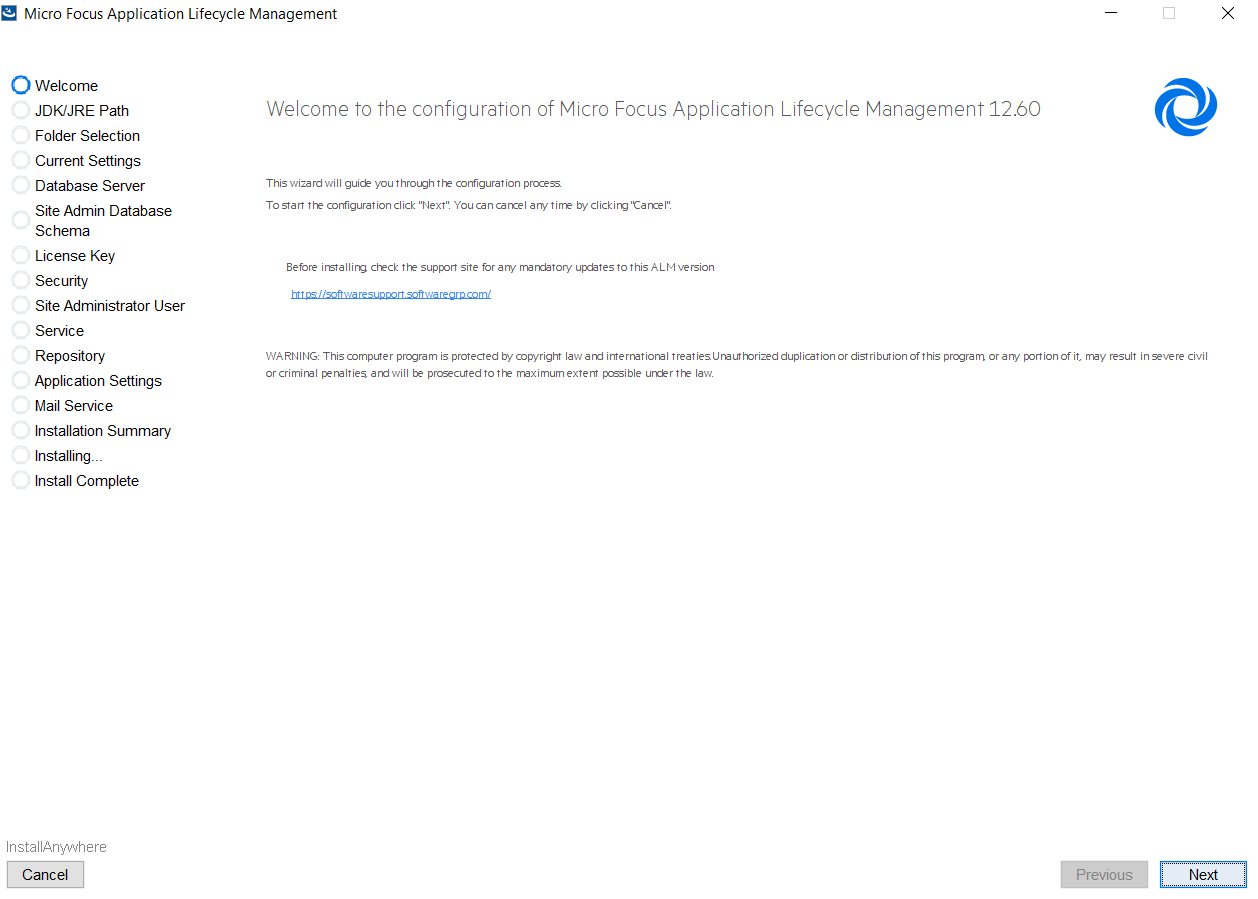 Micro Focus Application Lifecycle Management
Welcome
JDK/JRE Path
Folder Selection
Current Settings
Database Server
Site Admin Database
Schema
License Key
Security
Site Administrator User
Service
Repository
Application Settings
Mail Service
Installation Summary
Installing...
Install Complete
Welcome to the configuration of Micro Focus Application Lifecycle Management 12.60
This wizard will guide you through the configuration process.
To start the configuration click "Next". You can cancel any time by clicking "Cancel".
Before installing, check the support site for any mandatory updates to this ALM version
https://softwaresupport.softwaregrp.com/
WARNING: This computer program is protected by copyright law and international treaties.Unauthorized duplication or distribution of this program, or any portion of it, may result in severe civil
or criminal penalties, and will be prosecuted to the maximum extent possible under the law.
InstallAnywhere
Cancel
Previous
Next